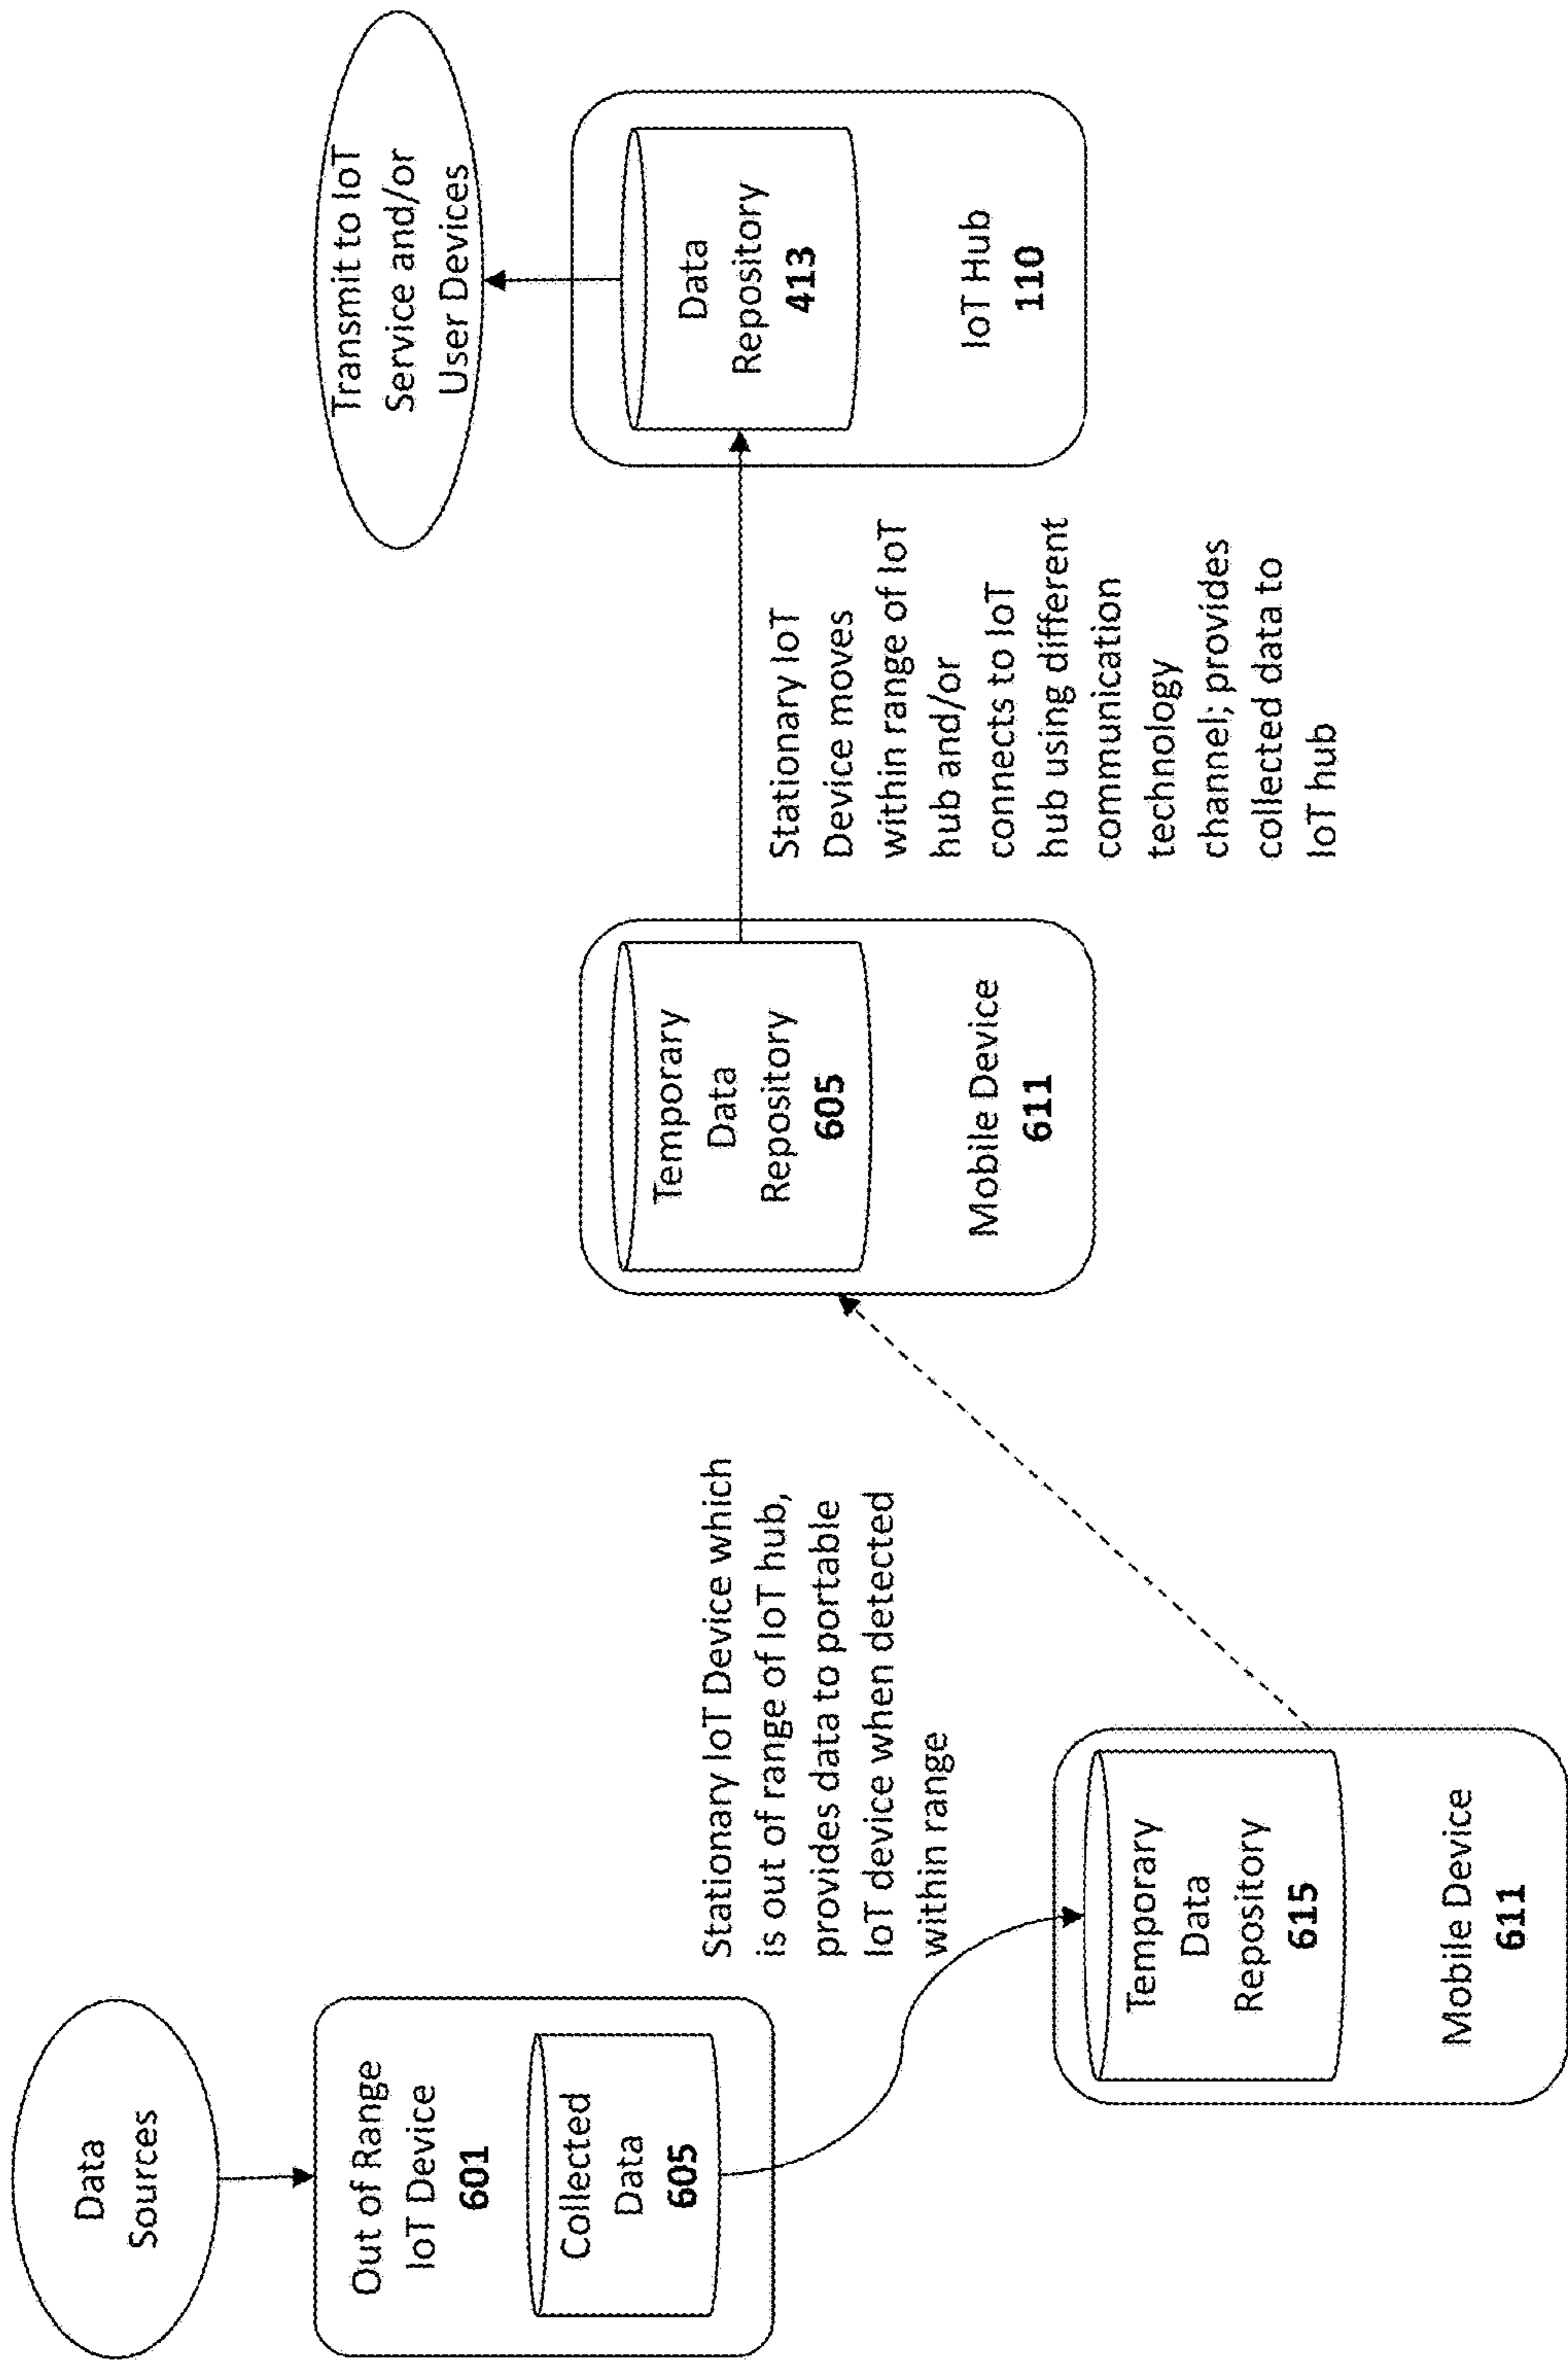 Data
Sources
Out of Range
IoT Device
601
Collected
Data
605
Stationary IoT Device which
is out of range of IoT hub,
provides data to portable
IoT device when detected
within range
Temporary
Data
Repository
615
Mobile Device
611
Temporary
Data
Repository
605
Mobile Device
611
Stationary IoT
Device moves
within range of IoT
hub and/or
connects to IoT
hub using different
communication
technology
channel; provides
collected data to
IoT hub
Transmit to IoT
Service and/or
User Devices
Data
Repository
413
IoT Hub
110